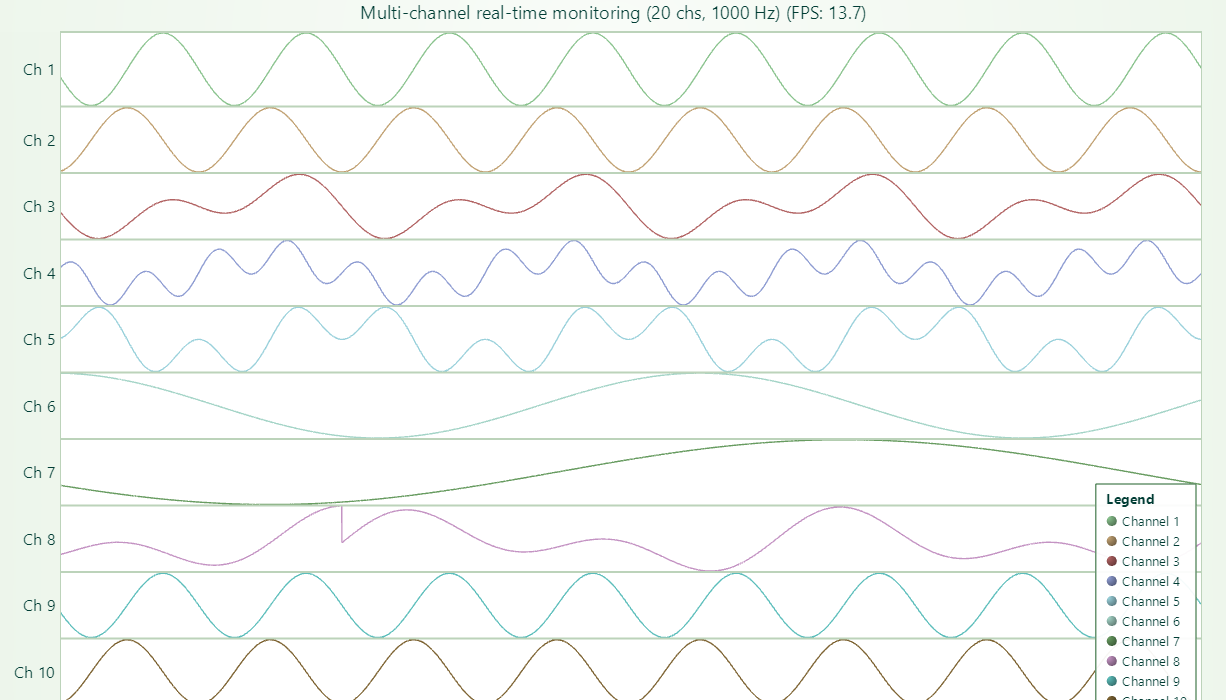 Multi-channel real-time monitoring (20 chs, 1000 Hz) (FPS: 13.7)
Ch 1
Ch 2
Ch 3
Ch 4
Ch 5
Ch 6
Ch 7
Ch 8
Ch 9
Ch 10
Legend
Channel 1
Channel 2
Channel 3
Channel 4
Channel 5
Channel 6
Channel 7
Channel 8
Channel 9